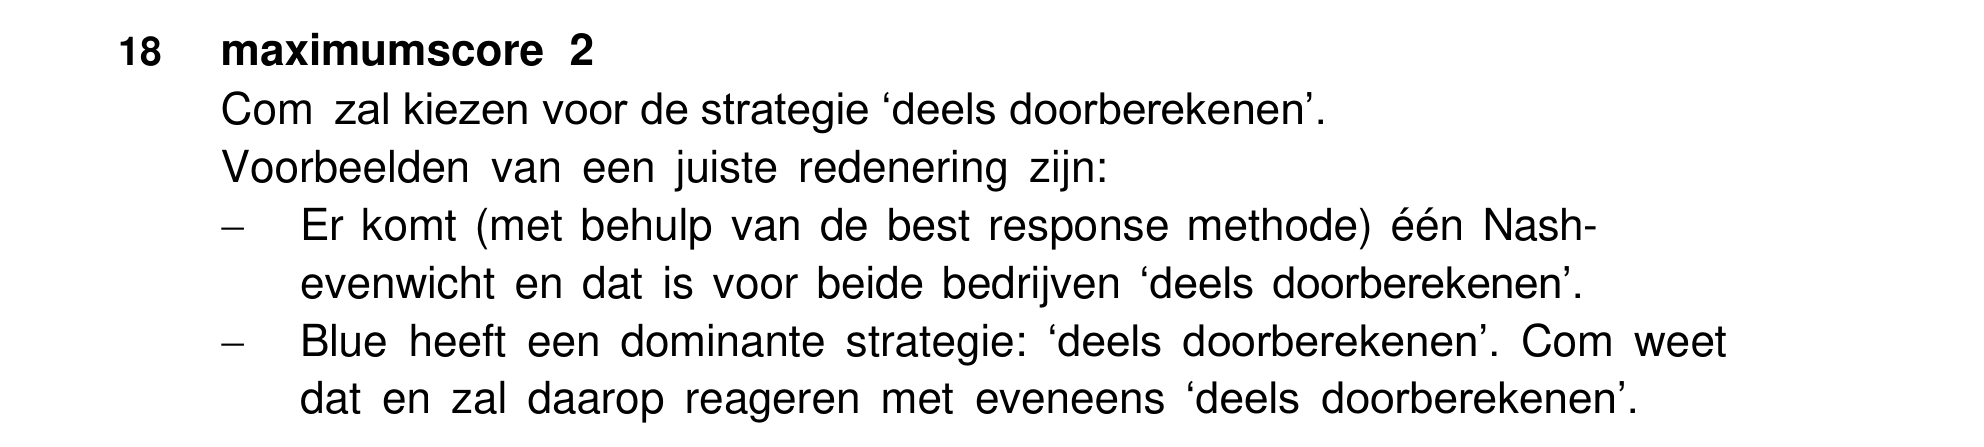 18 maximumscore 2
Com zal kiezen voor de strategie ‘deels doorberekenen’.
Voorbeelden van een juiste redenering zijn:
− Er komt (met behulp van de best response methode) één Nash-
evenwicht en dat is voor beide bedrijven ‘deels doorberekenen’.
− Blue heeft een dominante strategie: ‘deels doorberekenen’. Com weet
dat en zal daarop reageren met eveneens ‘deels doorberekenen’.